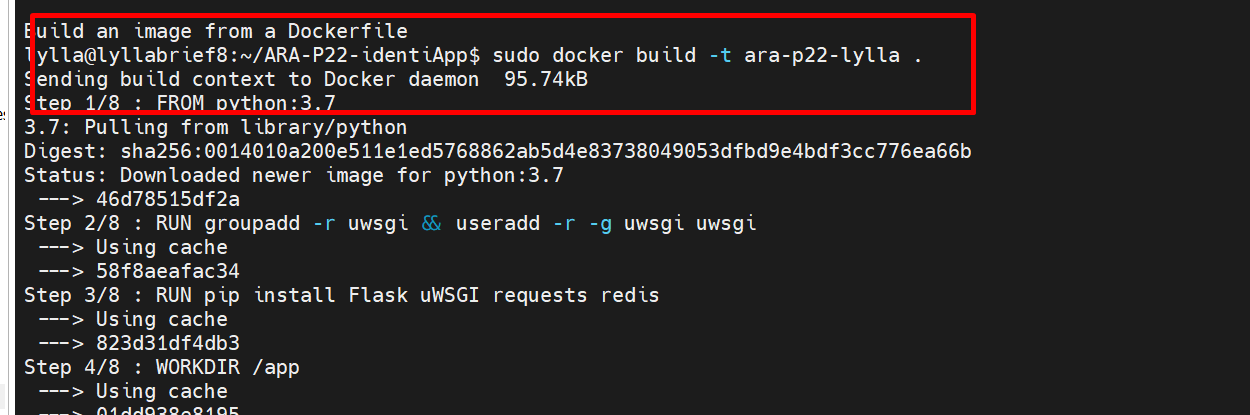 Build an image from a Dockerfile
lylla@lyllabrief8:~/ARA-P22-identiApp$ sudo docker build -t ara-p22-lylla .
Sending build context to Docker daemon  95.74kB
Step 1/8 : FROM python:3.7
3.7: Pulling from library/python
Digest: sha256:0014010a200e511e1ed5768862ab5d4e83738049053dfbd9e4bdf3cc776ea66b
Status: Downloaded newer image for python:3.7
 ---> 46d78515df2a
Step 2/8 : RUN groupadd -r uwsgi && useradd -r -g uwsgi uwsgi
 ---> Using cache
 ---> 58f8aeafac34
Step 3/8 : RUN pip install Flask uWSGI requests redis
 ---> Using cache
 ---> 823d31df4db3
Step 4/8 : WORKDIR /app
 ---> Using cache
 --->